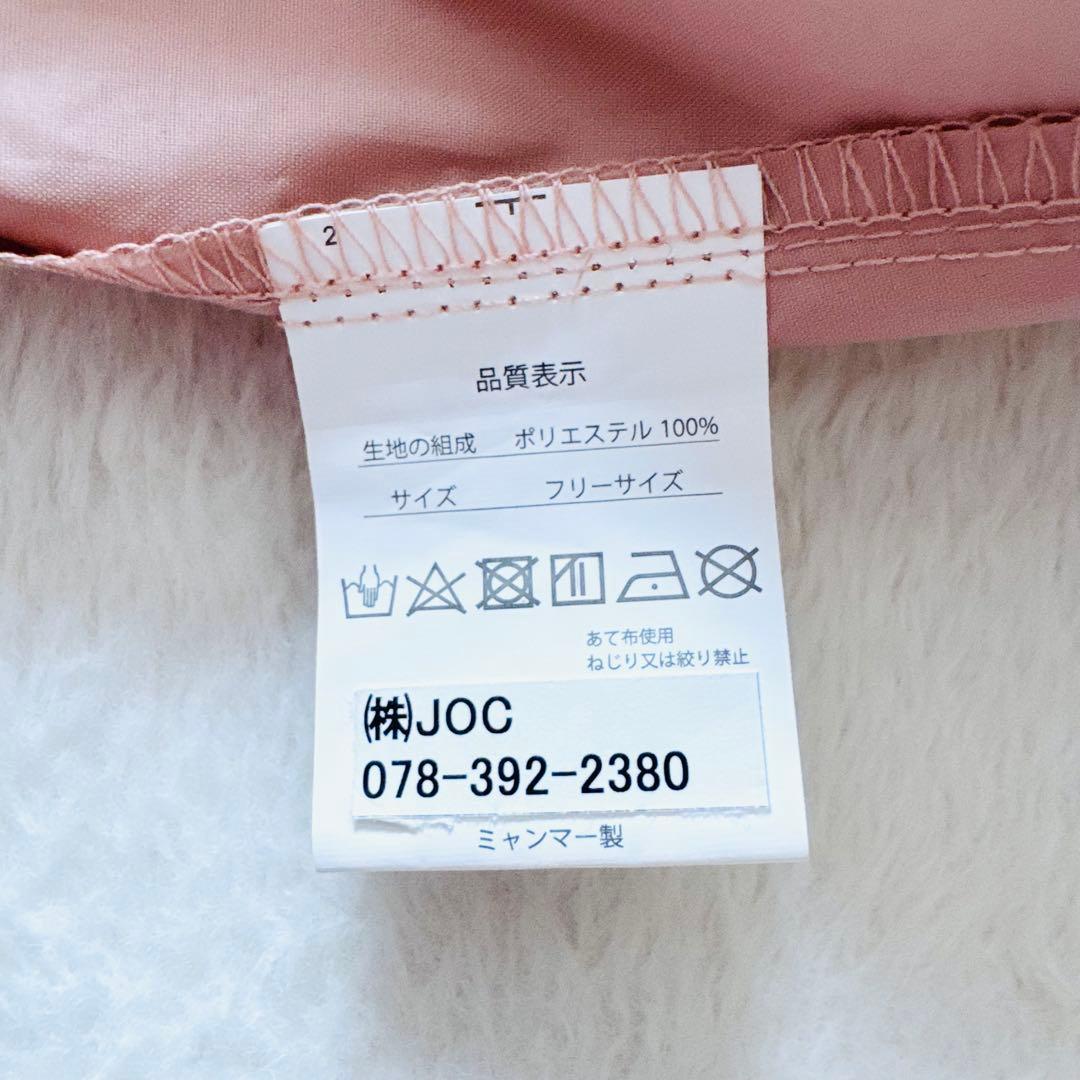 2
品質表示
生地の組成 ポリエステル 100%
サイズ フリーサイズ
あて布使用
ねじり又は絞り禁止
㈱JOC
078-392-2380
ミャンマー製